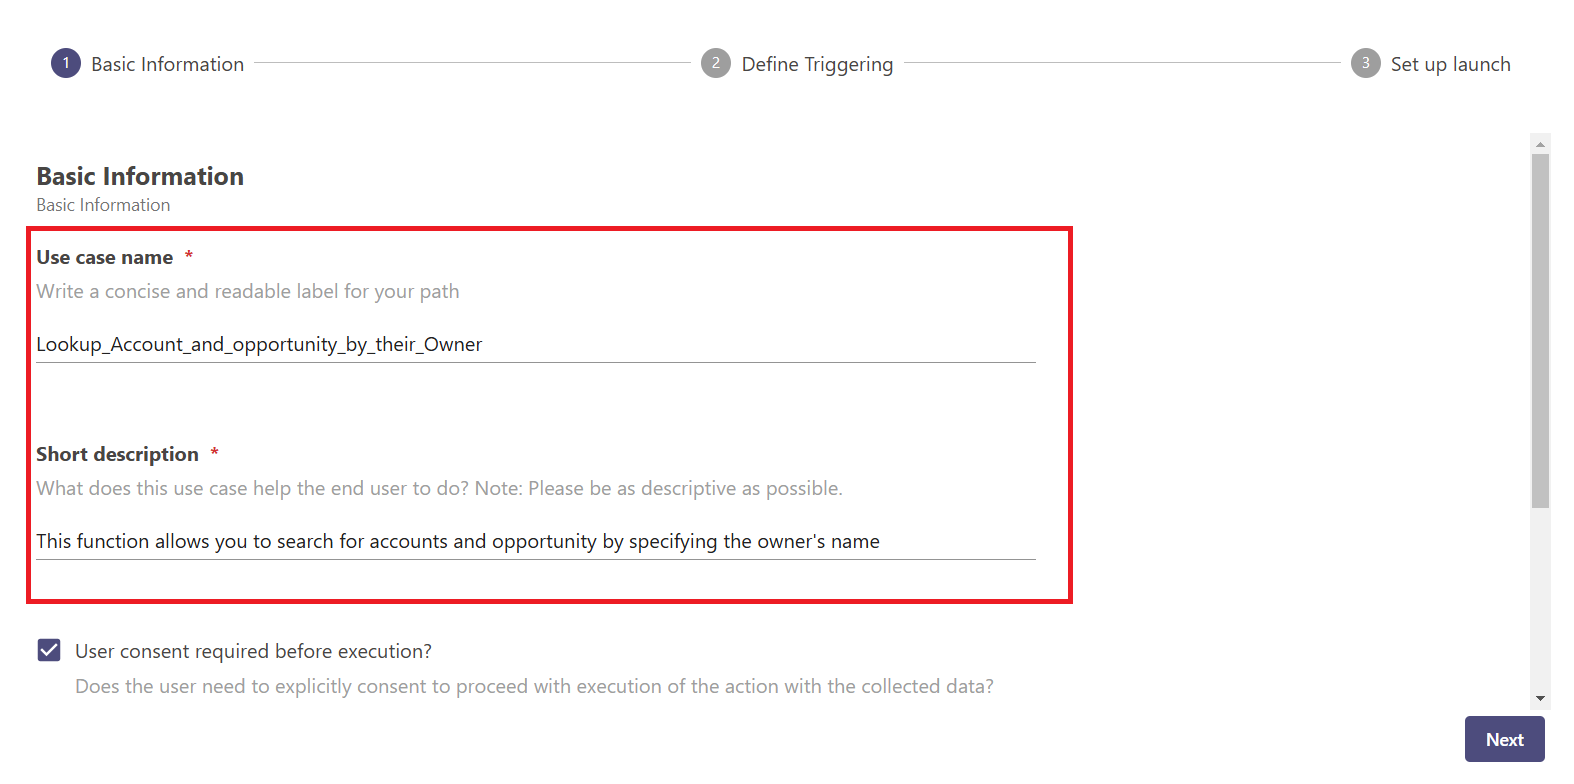 1 Basic Information 2 Define Triggering 3 Set up launch
Basic Information
Basic Information
Use case name *
Write a concise and readable label for your path
Lookup_Account_and_opportunity_by_their_Owner
Short description *
What does this use case help the end user to do? Note: Please be as descriptive as possible.
This function allows you to search for accounts and opportunity by specifying the owner's name
User consent required before execution?
Does the user need to explicitly consent to proceed with execution of the action with the collected data?
Next